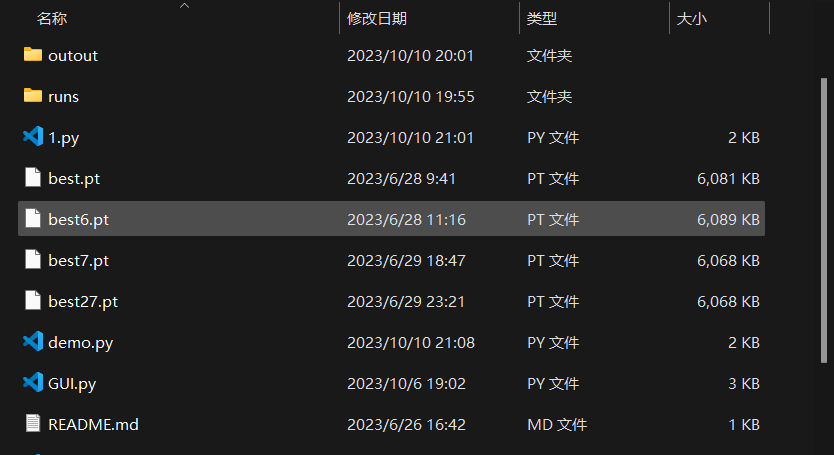 名称 修改日期 类型 大小
outout 2023/10/10 20:01 文件夹
runs 2023/10/10 19:55 文件夹
1.py 2023/10/10 21:01 PY 文件 2 KB
best.pt 2023/6/28 9:41 PT 文件 6,081 KB
best6.pt 2023/6/28 11:16 PT 文件 6,089 KB
best7.pt 2023/6/29 18:47 PT 文件 6,068 KB
best27.pt 2023/6/29 23:21 PT 文件 6,068 KB
demo.py 2023/10/10 21:08 PY 文件 2 KB
GUI.py 2023/10/6 19:02 PY 文件 3 KB
README.md 2023/6/26 16:42 MD 文件 1 KB